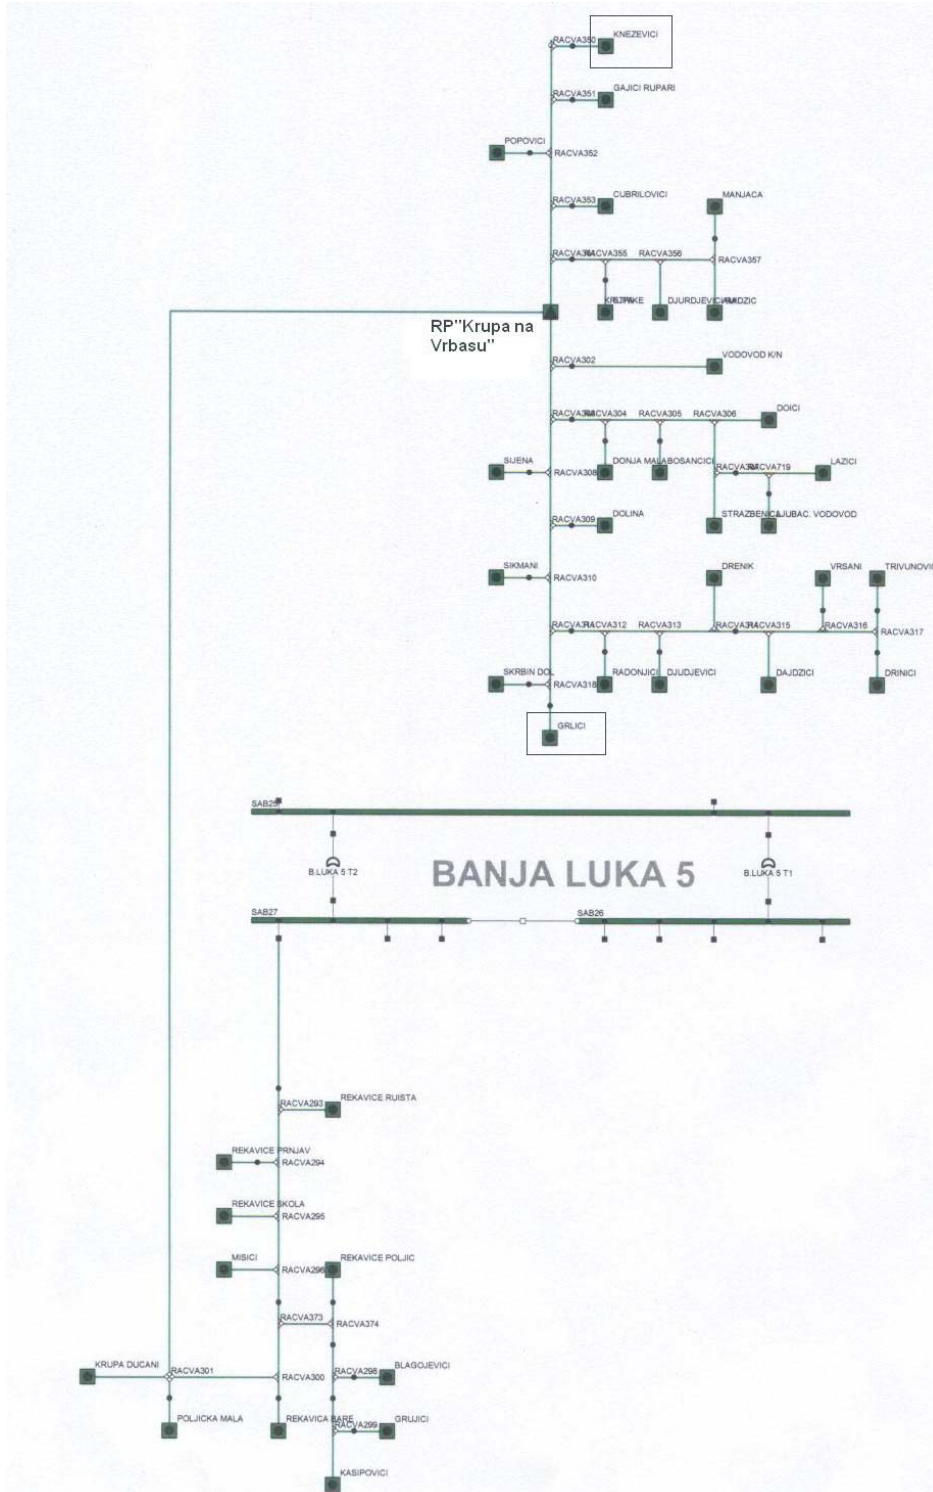 RACVA350 KNEZEVICI
RACVA351 GAJICI RUPARI
POPOVICI
RACVA352
RACVA353 CUBRILOVICI MANJACA
RACVA355 RACVA356 RACVA357
DJURDJEVICI
RP"Krupa na
Vrbasu"
RACVA302 VODOVOD K/N
RACVA304 RACVA305 RACVA306 DOICI
SIJENA DONJA MALA BOSANCICI LAZICI
RACVA308 RACVA719
RACVA309 DOLINA STRAZBENICA LJUBAC. VODOVOD
SIKMANI DRENIK VRSANI
RACVA310
RACVA312 RACVA313 RACVA315 RACVA316 RACVA317
SKRBIN DOL RADONJICI DJUDJEVICI DAJDZICI DRINICI
RACVA318
GRLICI
SAB25
B.LUKA 5 T2 BANJA LUKA 5 B.LUKA 5 T1
SAB27 SAB26
RACVA293 REKAVICE RUISTA
REKAVICE PRNJAV
RACVA294
REKAVICE SKOLA
RACVA295
MISICI REKAVICE POLJIC
RACVA296
RACVA373 RACVA374
KRUPA DUCANI RACVA301 RACVA300 RACVA298 BLAGOJEVICI
POLJICKA MALA REKAVICA BARE RACVA299 GRUJICI
KASIPOVICI